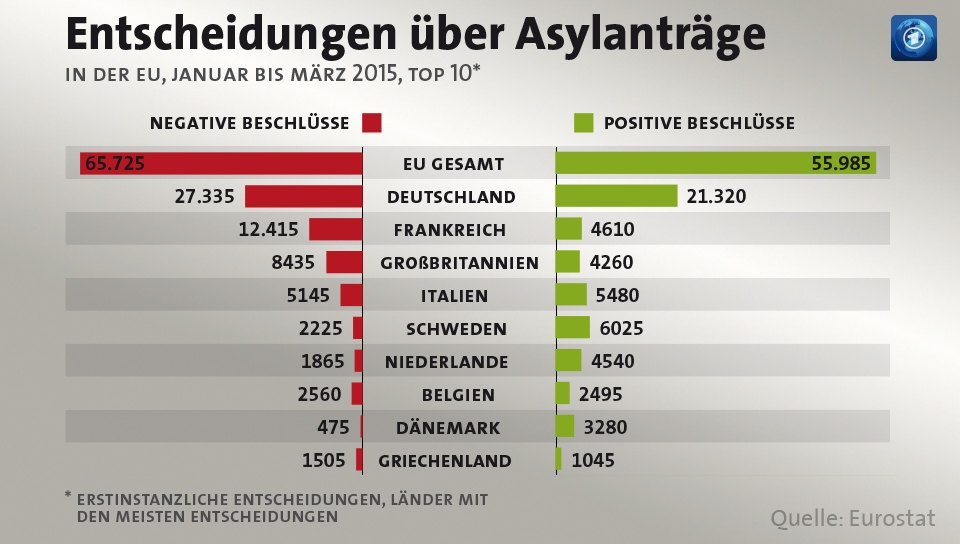 Entscheidungen über Asylanträge
IN DER EU, JANUAR BIS MÄRZ 2015, TOP 10*
NEGATIVE BESCHLÜSSE POSITIVE BESCHLÜSSE
65.725 EU GESAMT 55.985
27.335 DEUTSCHLAND 21.320
12.415 FRANKREICH 4610
8435 GROßBRITANNIEN 4260
5145 ITALIEN 5480
2225 SCHWEDEN 6025
1865 NIEDERLANDE 4540
2560 BELGIEN 2495
475 DÄNEMARK 3280
1505 GRIECHENLAND 1045
* ERSTINSTANZLICHE ENTSCHEIDUNGEN, LÄNDER MIT
DEN MEISTEN ENTSCHEIDUNGEN
Quelle: Eurostat